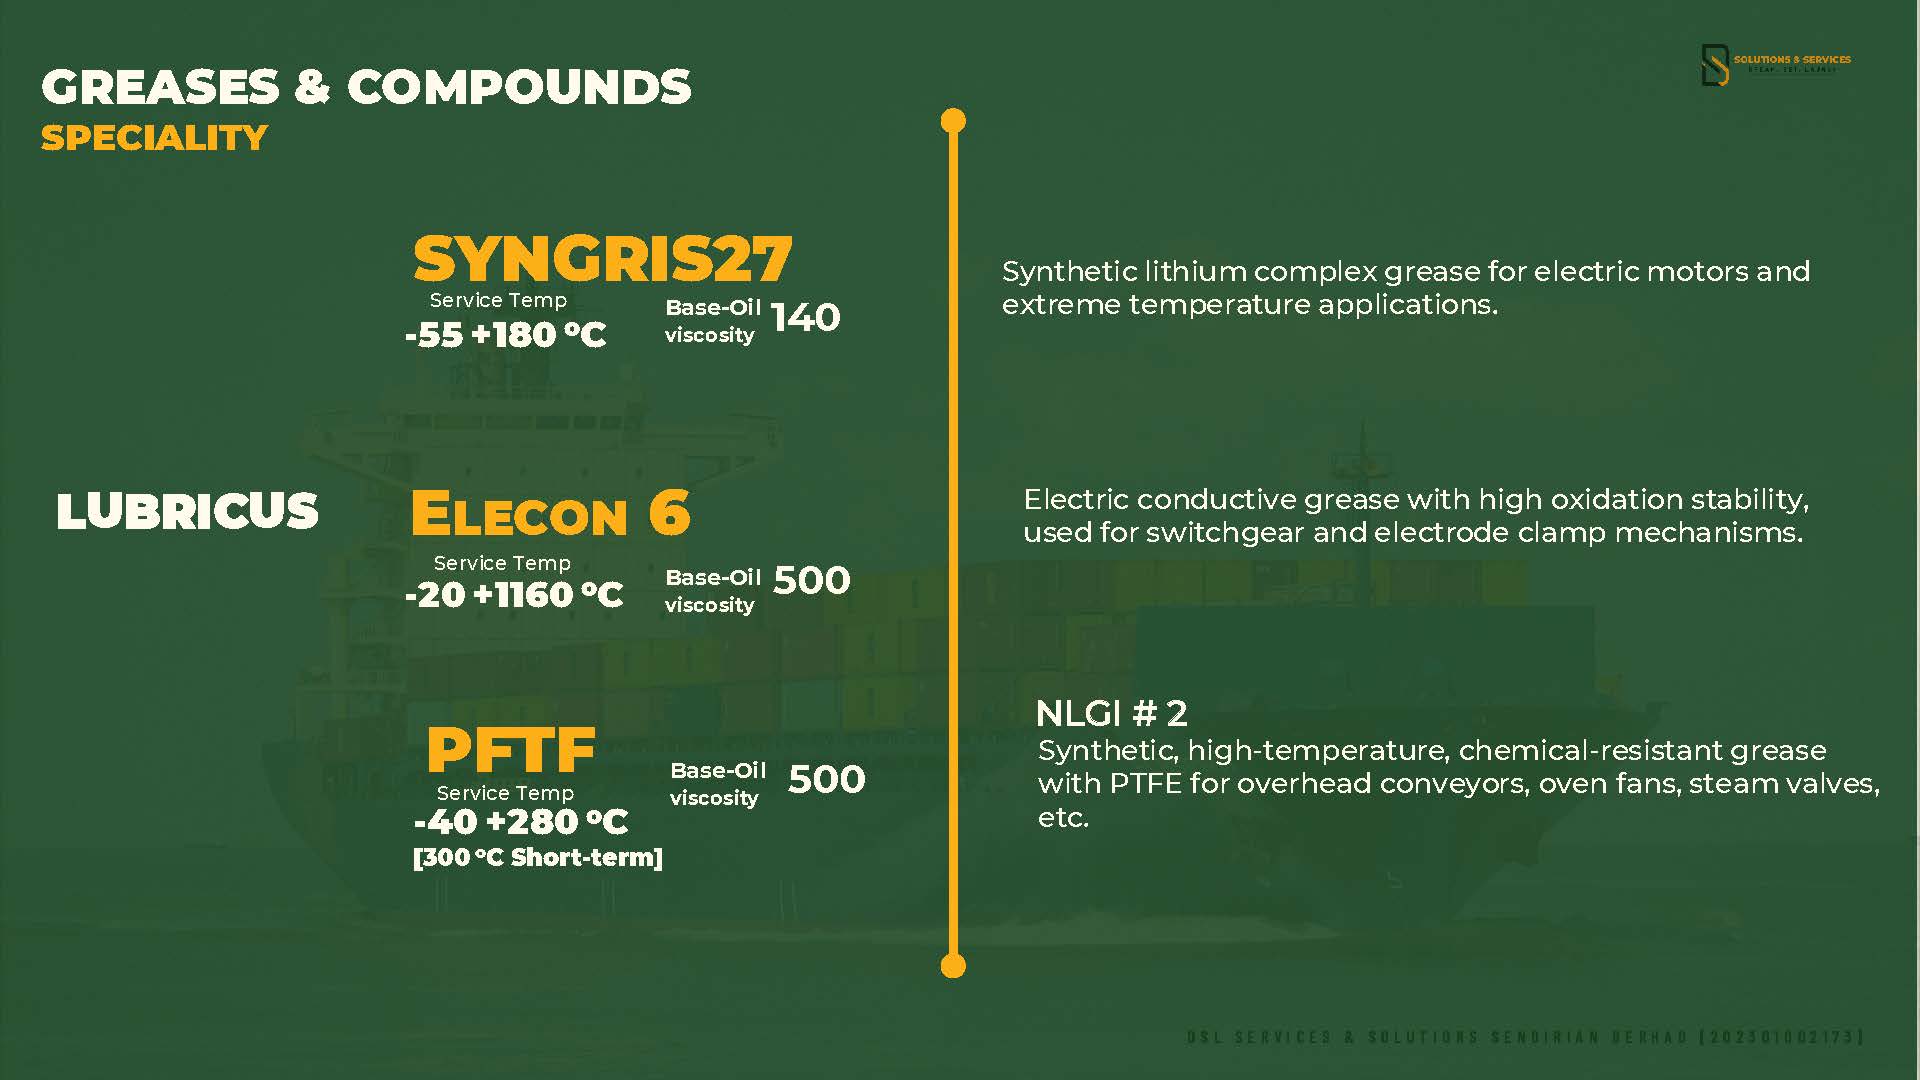 GREASES & COMPOUNDS
SPECIALITY
SOLUTIONS & SERVICES
SYNGRIS27
Service Temp
-55 +180 °C
Base-Oil
viscosity
140
Synthetic lithium complex grease for electric motors and
extreme temperature applications.
LUBRICUS
ELECON 6
Service Temp
-20 +1160 °C
Base-Oil
viscosity
500
Electric conductive grease with high oxidation stability,
used for switchgear and electrode clamp mechanisms.
PFTF
Service Temp
-40 +280 °C
[300 °C Short-term]
Base-Oil
viscosity
500
NLGI # 2
Synthetic, high-temperature, chemical-resistant grease
with PTFE for overhead conveyors, oven fans, steam valves,
etc.
DSL SERVICES & SOLUTIONS SENDIRIAN BERHAD [202301002173]